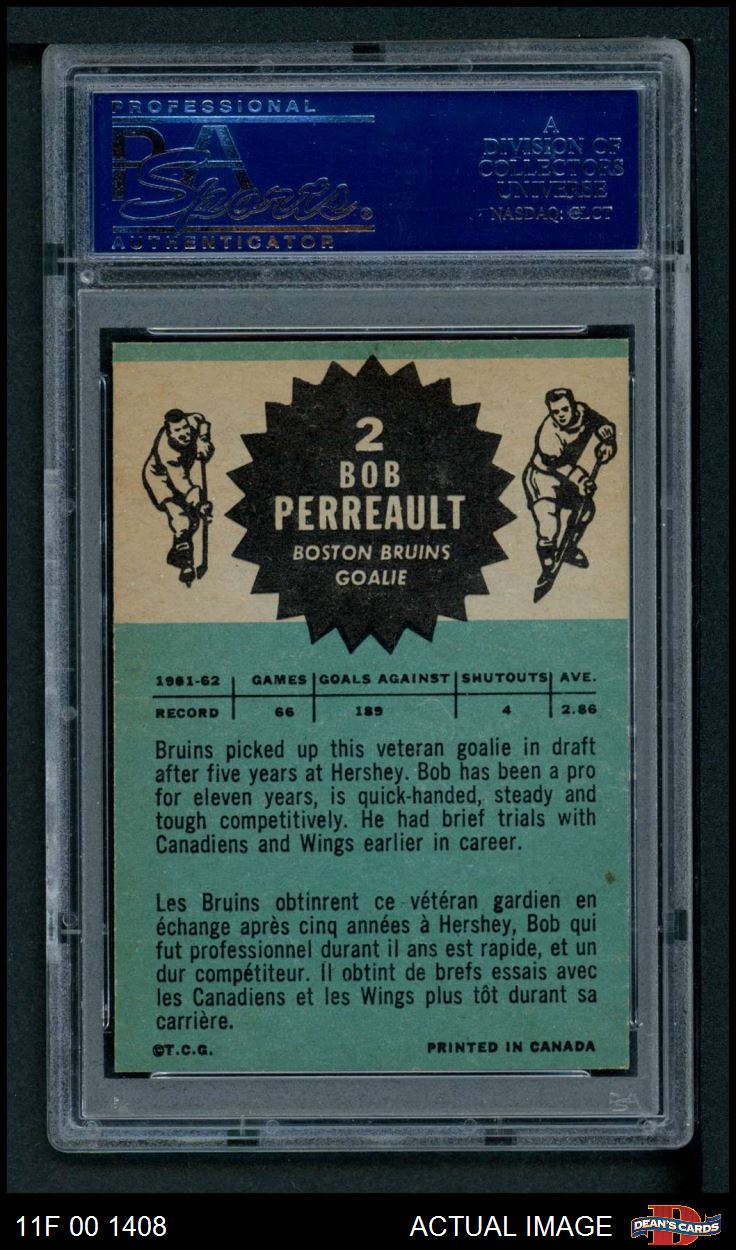 PROFESSIONAL
PSA
Sports®
AUTHENTICATOR
A
DIVISION OF
COLLECTORS
UNIVERSE
NASDAQ: CLCT
2
BOB
PERREAULT
BOSTON BRUINS
GOALIE
1961-62 GAMES GOALS AGAINST SHUTOUTS AVE.
RECORD 66 189 4 2.86
Bruins picked up this veteran goalie in draft
after five years at Hershey. Bob has been a pro
for eleven years, is quick-handed, steady and
tough competitively. He had brief trials with
Canadiens and Wings earlier in career.
Les Bruins obtinrent ce vétéran gardien en
échange après cinq années à Hershey, Bob qui
fut professionnel durant il ans est rapide, et un
dur compétiteur. Il obtint de brefs essais avec
les Canadiens et les Wings plus tôt durant sa
carrière.
©T.C.G. PRINTED IN CANADA
PSA
11F 00 1408 ACTUAL IMAGE D DEAN'S CARDS